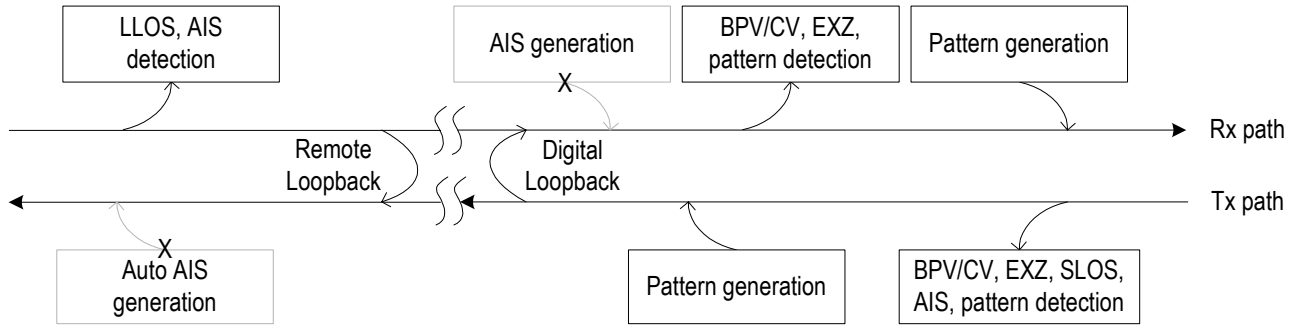 LLOS, AIS
detection
AIS generation
BPV/CV, EXZ,
pattern detection
Pattern generation
X
Rx path
Remote
Loopback
Digital
Loopback
Tx path
X
Auto AIS
generation
Pattern generation
BPV/CV, EXZ, SLOS,
AIS, pattern detection